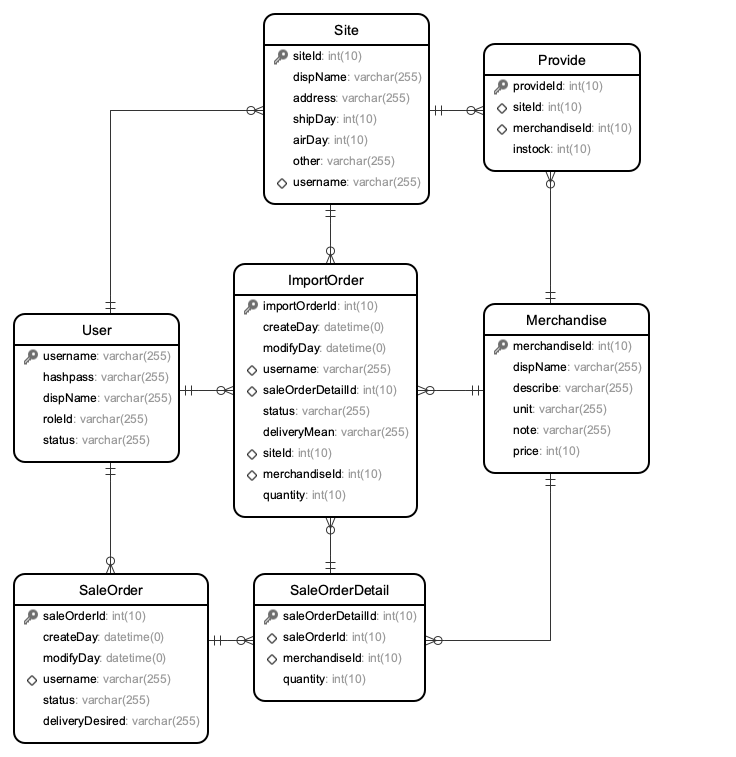 Site
siteId: int(10)
dispName: varchar(255)
address: varchar(255)
shipDay: int(10)
airDay: int(10)
other: varchar(255)
username: varchar(255)
Provide
provideId: int(10)
siteId: int(10)
merchandiseId: int(10)
instock: int(10)
User
username: varchar(255)
hashpass: varchar(255)
dispName: varchar(255)
roleId: varchar(255)
status: varchar(255)
ImportOrder
importOrderId: int(10)
createDay: datetime(0)
modifyDay: datetime(0)
username: varchar(255)
saleOrderDetailId: int(10)
status: varchar(255)
deliveryMean: varchar(255)
siteId: int(10)
merchandiseId: int(10)
quantity: int(10)
Merchandise
merchandiseId: int(10)
dispName: varchar(255)
describe: varchar(255)
unit: varchar(255)
note: varchar(255)
price: int(10)
SaleOrder
saleOrderId: int(10)
createDay: datetime(0)
modifyDay: datetime(0)
username: varchar(255)
status: varchar(255)
deliveryDesired: varchar(255)
SaleOrderDetail
saleOrderDetailId: int(10)
saleOrderId: int(10)
merchandiseId: int(10)
quantity: int(10)